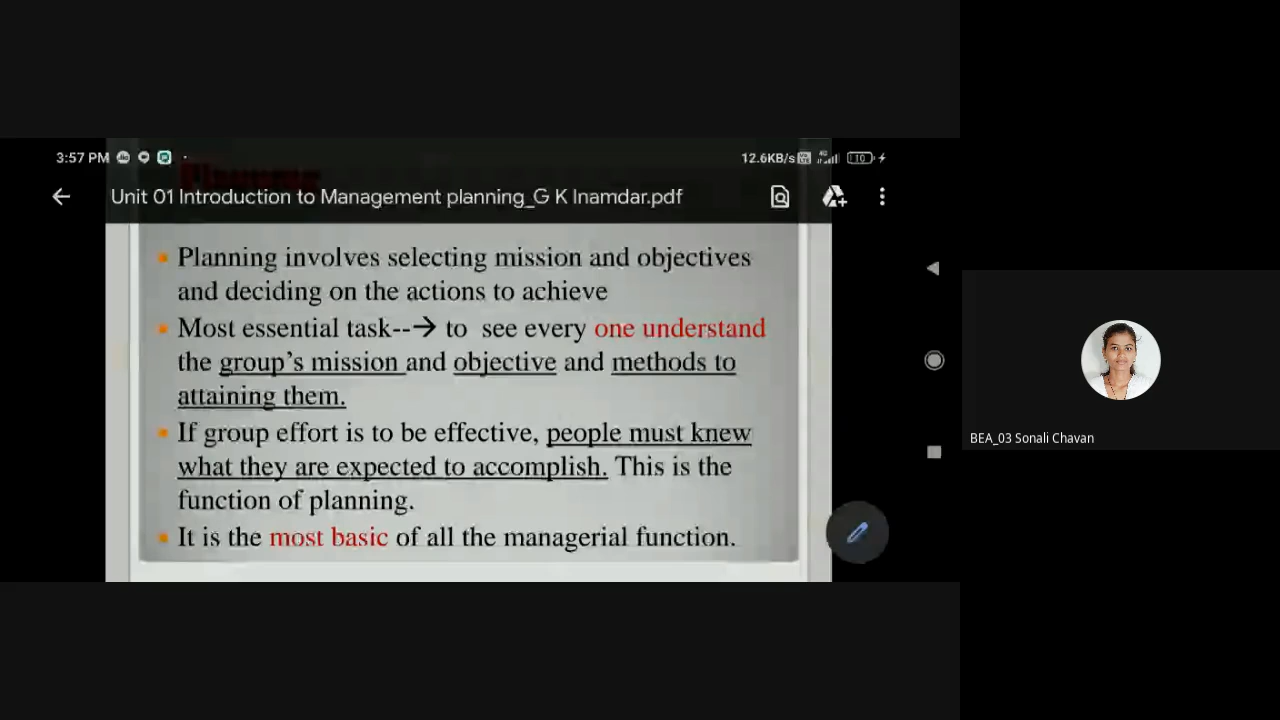 3:57 PM
12.6KB/s
4G
10
Planning
Unit 01 Introduction to Management planning_G K Inamdar.pdf
Planning involves selecting mission and objectives
and deciding on the actions to achieve
Most essential task--→ to see every one understand
the group's mission and objective and methods to
attaining them.
If group effort is to be effective, people must knew
what they are expected to accomplish. This is the
function of planning.
It is the most basic of all the managerial function.
BEA_03 Sonali Chavan